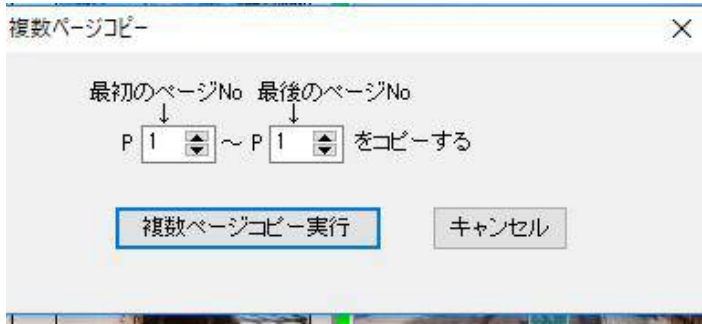 複数ページコピー
最初のページNo 最後のページNo
↓ ↓
P 1 ～ P 1 をコピーする
複数ページコピー実行 キャンセル